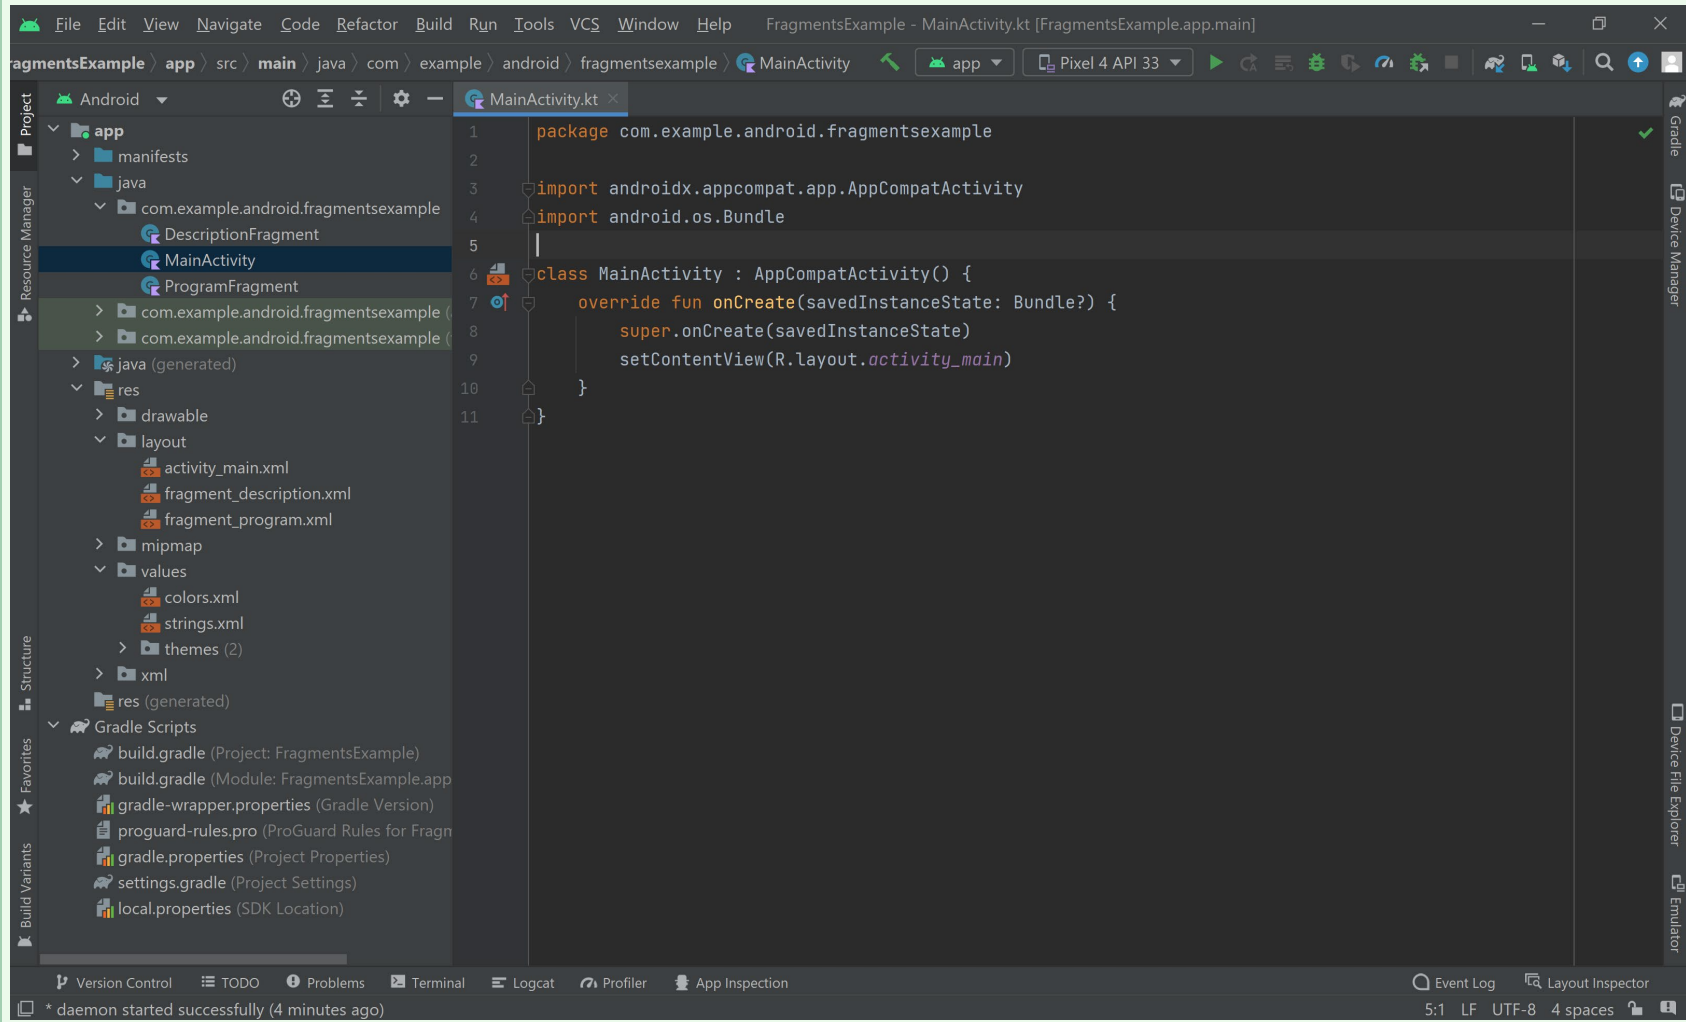 File Edit View Navigate Code Refactor Build Run Tools VCS Window Help FragmentsExample - MainActivity.kt [FragmentsExample.app.main]
ragmentsExample app src main java com example android fragmentsexample MainActivity app Pixel 4 API 33
Project
Resource Manager
Structure
Favorites
Build Variants
Android
app
manifests
java
com.example.android.fragmentsexample
DescriptionFragment
MainActivity
ProgramFragment
com.example.android.fragmentsexample (
com.example.android.fragmentsexample (
java (generated)
res
drawable
layout
activity_main.xml
fragment_description.xml
fragment_program.xml
mipmap
values
colors.xml
strings.xml
themes (2)
xml
res (generated)
Gradle Scripts
build.gradle (Project: FragmentsExample)
build.gradle (Module: FragmentsExample.app
gradle-wrapper.properties (Gradle Version)
proguard-rules.pro (ProGuard Rules for Fragm
gradle.properties (Project Properties)
settings.gradle (Project Settings)
local.properties (SDK Location)
MainActivity.kt
1 package com.example.android.fragmentsexample
2
3 import androidx.appcompat.app.AppCompatActivity
4 import android.os.Bundle
5
6 class MainActivity : AppCompatActivity() {
7 override fun onCreate(savedInstanceState: Bundle?) {
8 super.onCreate(savedInstanceState)
9 setContentView(R.layout.activity_main)
10 }
11 }
Gradle
Device Manager
Device File Explorer
Emulator
Version Control TODO Problems Terminal Logcat Profiler App Inspection Event Log Layout Inspector
* daemon started successfully (4 minutes ago) 5:1 LF UTF-8 4 spaces